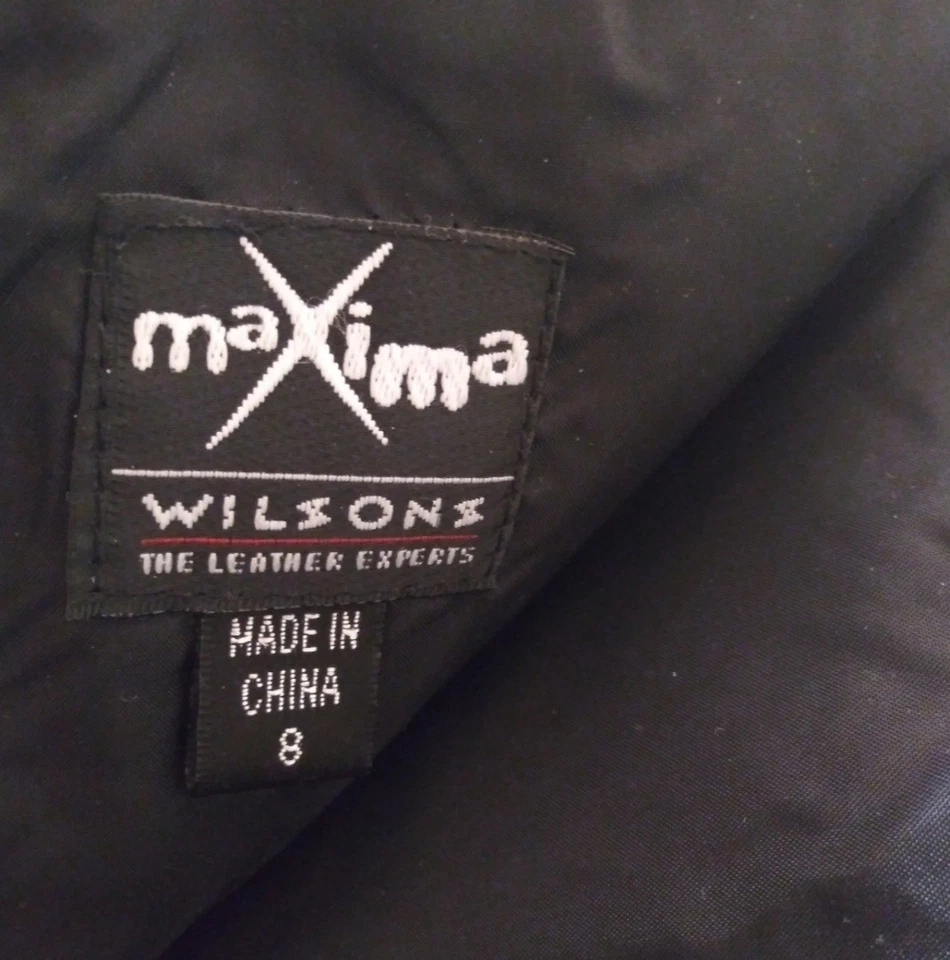 maXima
WILSONS
THE LEATHER EXPERTS
MADE IN
CHINA
8